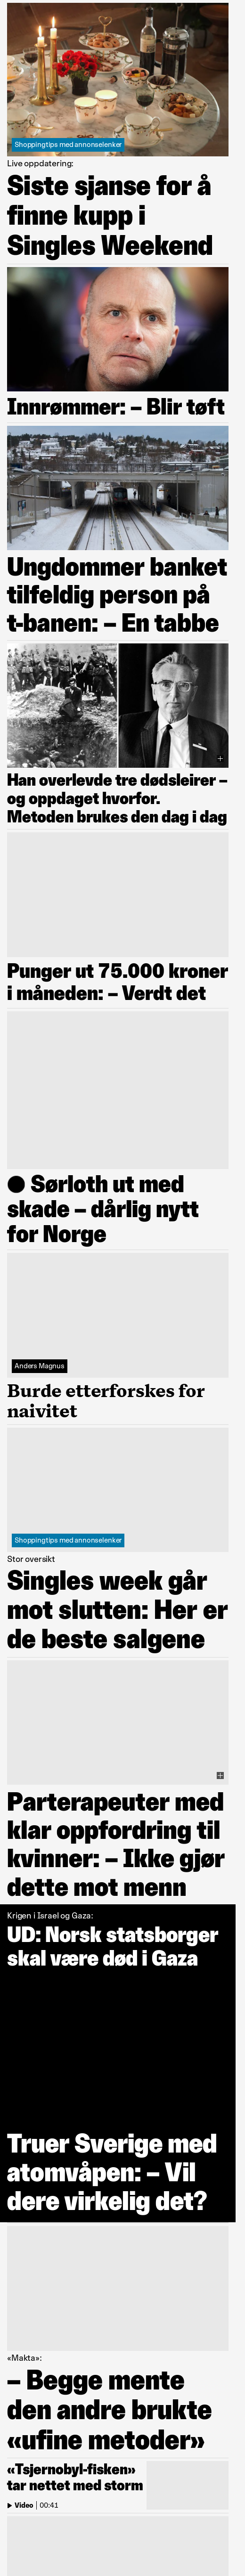 Shoppingtips med annonselenker
Live oppdatering:
Siste sjanse for å
finne kupp i
Singles Weekend
Innrømmer: – Blir tøft
Ungdommer banket
tilfeldig person på
t-banen: – En tabbe
Han overlevde tre dødsleirer –
og oppdaget hvorfor.
Metoden brukes den dag i dag
Punger ut 75.000 kroner
i måneden: – Verdt det
● Sørloth ut med
skade – dårlig nytt
for Norge
Anders Magnus
Burde etterforskes for
naivitet
Shoppingtips med annonselenker
Stor oversikt
Singles week går
mot slutten: Her er
de beste salgene
Parterapeuter med
klar oppfordring til
kvinner: – Ikke gjør
dette mot menn
Krigen i Israel og Gaza:
UD: Norsk statsborger
skal være død i Gaza
Truer Sverige med
atomvåpen: – Vil
dere virkelig det?
«Makta»:
– Begge mente
den andre brukte
«ufine metoder»
«Tsjernobyl-fisken»
tar nettet med storm
Video | 00:41